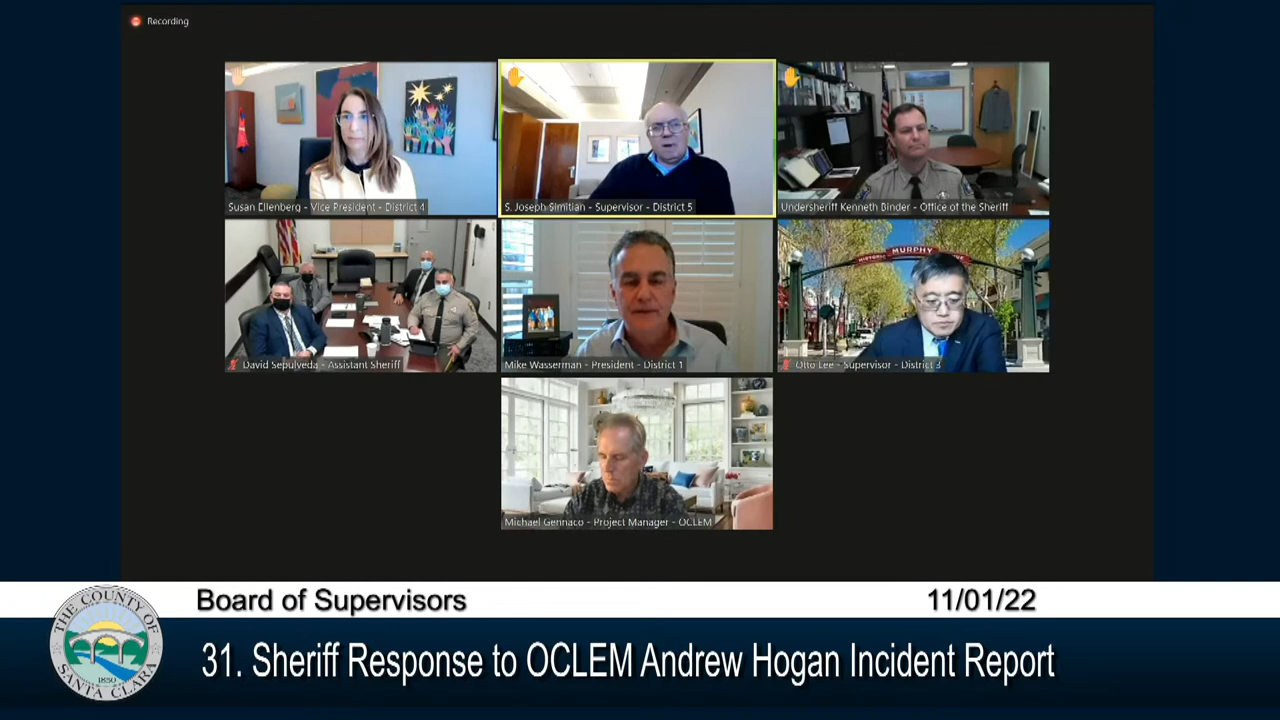 Recording
Susan Ellenberg - Vice President - District 4
S. Joseph Simitian - Supervisor - District 5
Undersheriff Kenneth Binder - Office of the Sheriff
MURPHY
HISTORIC
David Sepulveda - Assistant Sheriff
Mike Wasserman - President - District 1
Otto Lee - Supervisor - District 3
Michael Gennaco - Project Manager - OCLEM
Board of Supervisors
11/01/22
THE COUNTY OF
SANTA CLARA
1850
31. Sheriff Response to OCLEM Andrew Hogan Incident Report